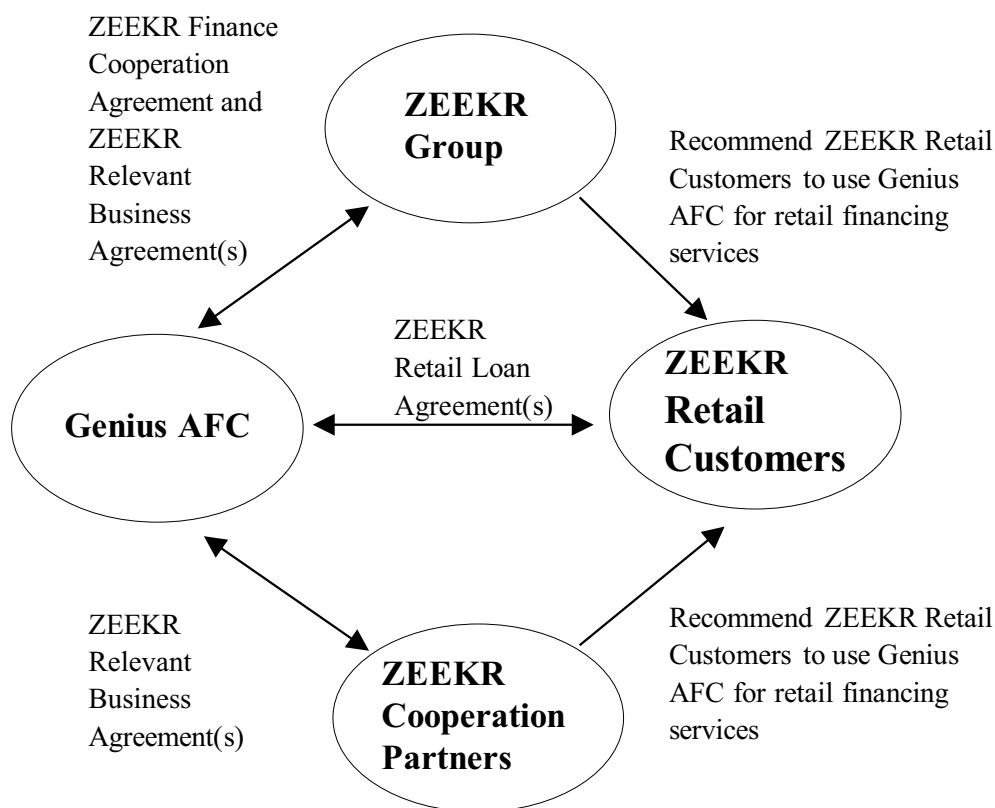 ZEEKR Finance
Cooperation
Agreement and
ZEEKR
Relevant
Business
Agreement(s)
ZEEKR
Group
Recommend ZEEKR Retail
Customers to use Genius
AFC for retail financing
services
Genius AFC
ZEEKR
Retail Loan
Agreement(s)
ZEEKR
Retail
Customers
ZEEKR
Relevant
Business
Agreement(s)
ZEEKR
Cooperation
Partners
Recommend ZEEKR Retail
Customers to use Genius
AFC for retail financing
services